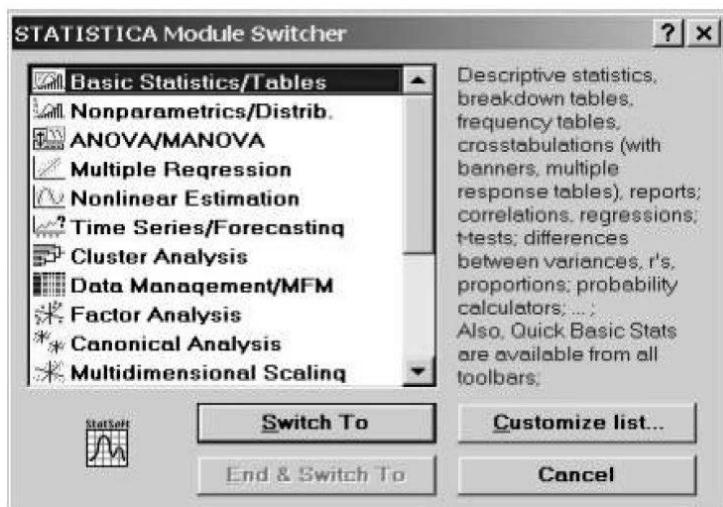 STATISTICA Module Switcher
Basic Statistics/Tables
Nonparametrics/Distrib.
ANOVA/MANOVA
Multiple Regression
Nonlinear Estimation
Time Series/Forecasting
Cluster Analysis
Data Management/MFM
Factor Analysis
Canonical Analysis
Multidimensional Scaling
Descriptive statistics,
breakdown tables,
frequency tables,
crosstabulations (with
banners, multiple
response tables), reports;
correlations. regressions;
t-tests; differences
between variances, r's,
proportions; probability
calculators; ... ;
Also, Quick Basic Stats
are available from all
toolbars;
StatSoft
Switch To
Customize list...
End & Switch To
Cancel